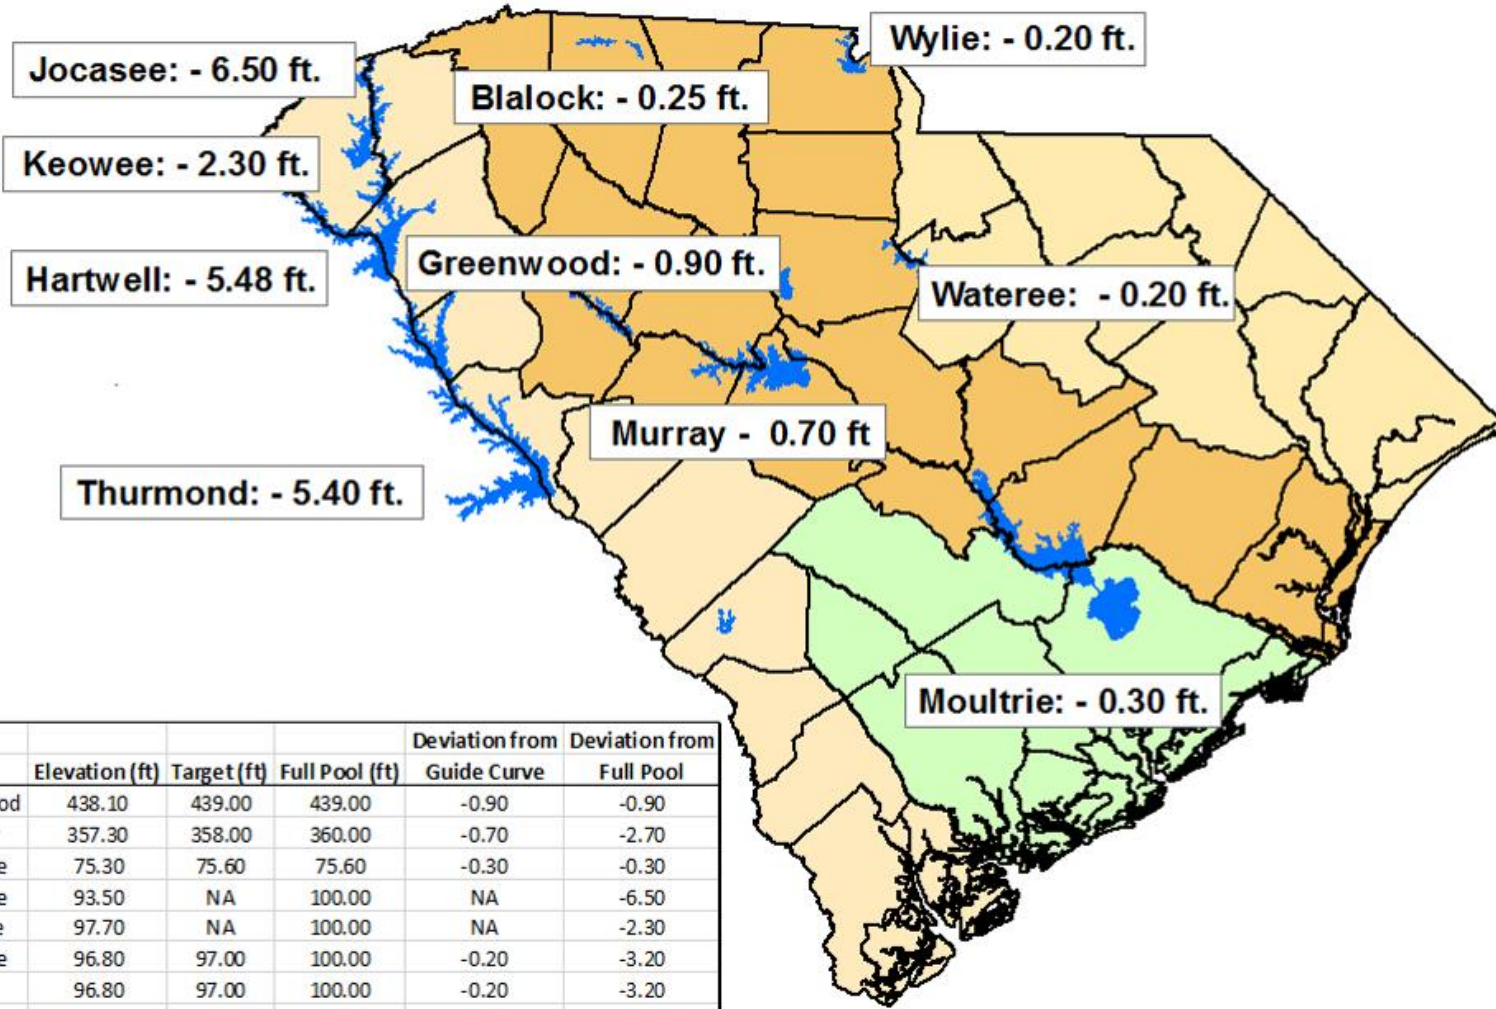 Wylie: - 0.20 ft.
Jocasee: - 6.50 ft.
Blalock: - 0.25 ft.
Keowee: - 2.30 ft.
Greenwood: - 0.90 ft.
Hartwell: - 5.48 ft.
Wateree: - 0.20 ft.
Murray - 0.70 ft
Thurmond: - 5.40 ft.
Moultrie: - 0.30 ft.
Deviation from Deviation from
Elevation (ft) Target (ft) Full Pool (ft) Guide Curve Full Pool
od 438.10 439.00 439.00 -0.90 -0.90
357.30 358.00 360.00 -0.70 -2.70
e 75.30 75.60 75.60 -0.30 -0.30
e 93.50 NA 100.00 NA -6.50
e 97.70 NA 100.00 NA -2.30
e 96.80 97.00 100.00 -0.20 -3.20
96.80 97.00 100.00 -0.20 -3.20